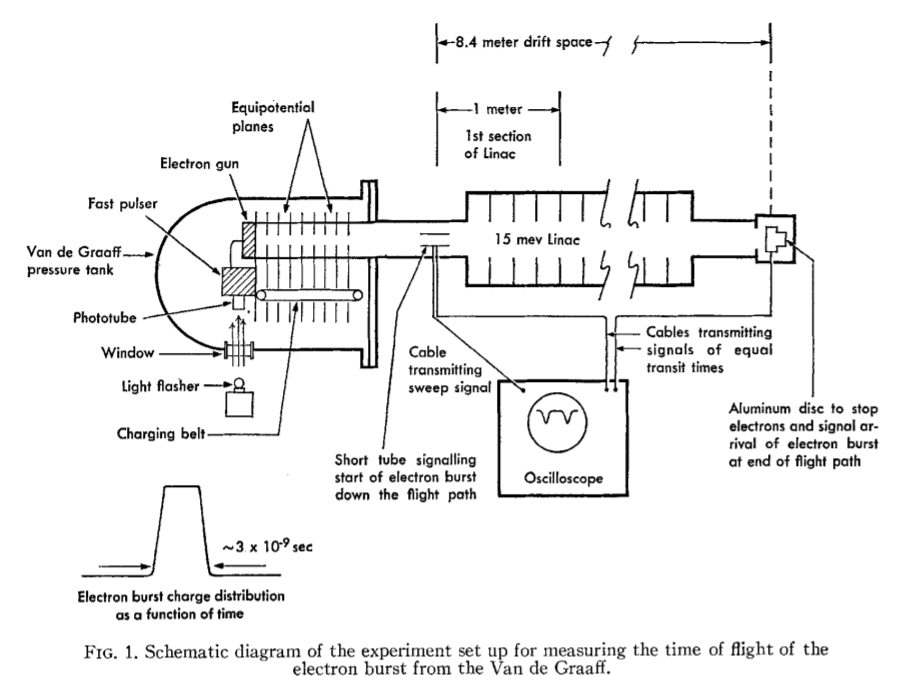 8.4 meter drift space
1 meter
1st section
of Linac
Equipotential
planes
Electron gun
Fast pulser
Van de Graaff
pressure tank
15 mev Linac
Phototube
Window
Light flasher
Charging belt
Cable
transmitting
sweep signal
Cables transmitting
signals of equal
transit times
Short tube signalling
start of electron burst
down the flight path
Oscilloscope
Aluminum disc to stop
electrons and signal ar-
rival of electron burst
at end of flight path
~3 x 10⁻⁹ sec
Electron burst charge distribution
as a function of time
FIG. 1. Schematic diagram of the experiment set up for measuring the time of flight of the
electron burst from the Van de Graaff.